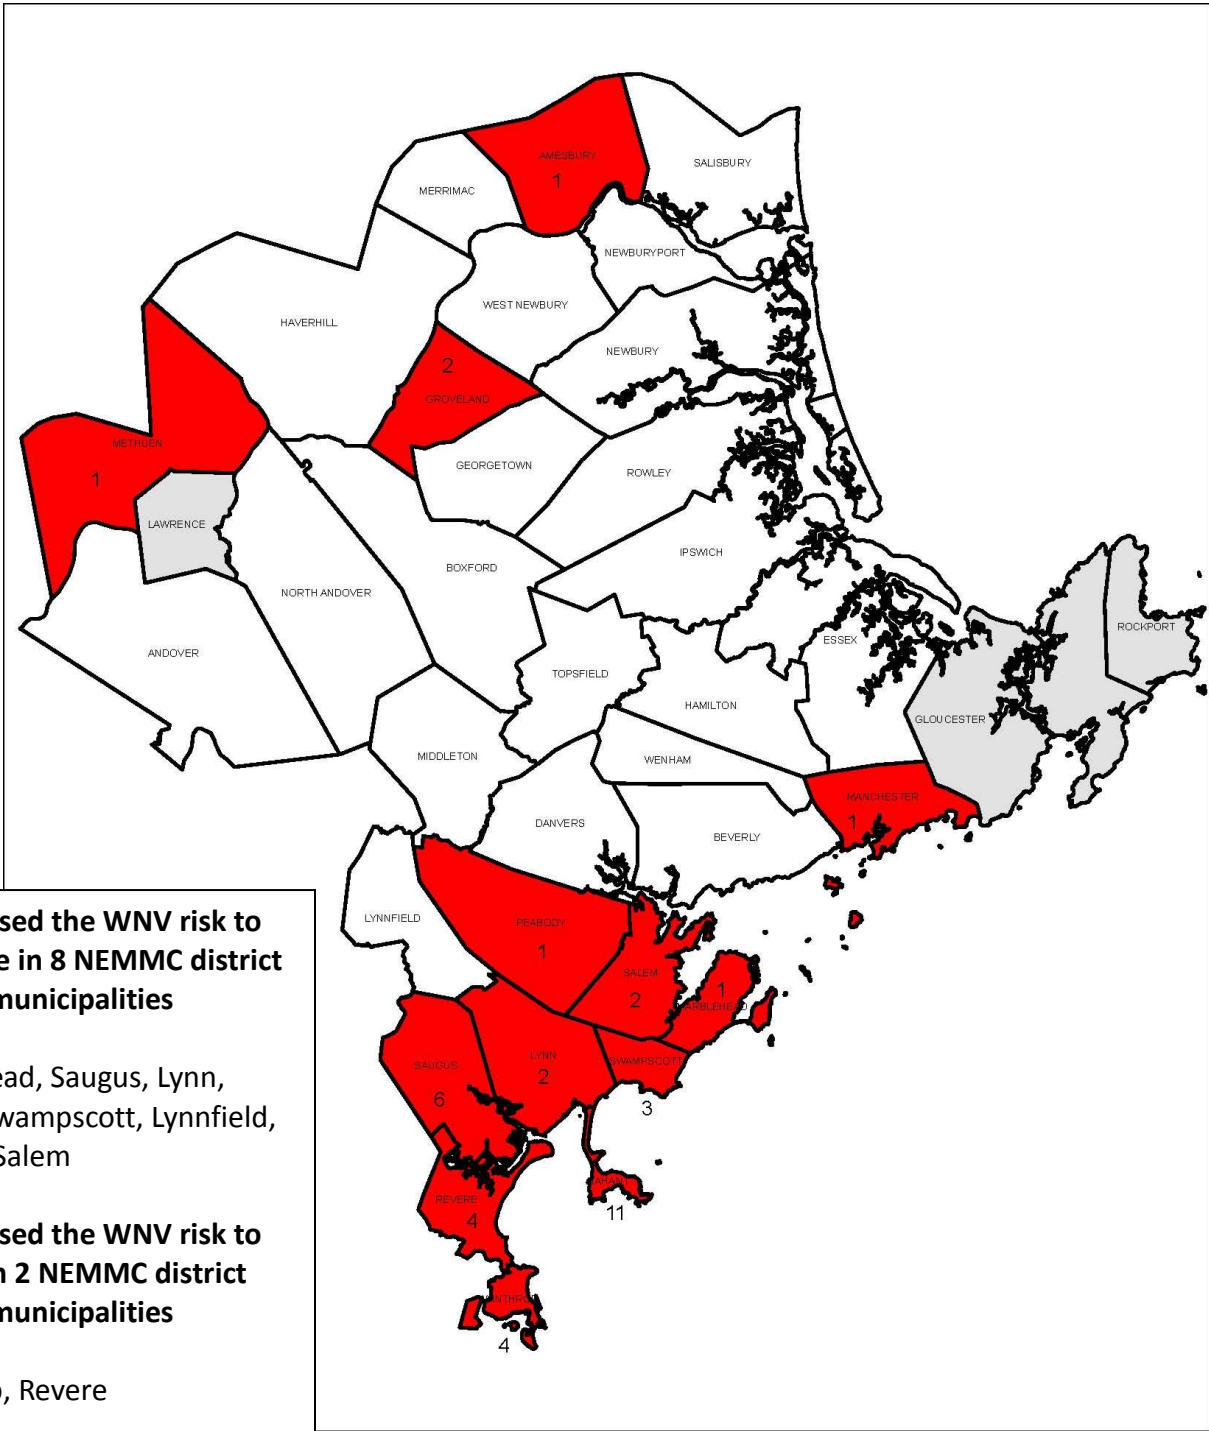 AMESBURY
1
SALISBURY
MERRIMAC
NEWBURYPORT
WEST NEWBURY
HAVERHILL
NEWBURY
2
GROVELAND
METHUEN
1
GEORGETOWN
ROWLEY
LAWRENCE
IPSWICH
BOXFORD
NORTH ANDOVER
ROCKPORT
ESSEX
ANDOVER
TOPSFIELD
HAMILTON
GLOUCESTER
MIDDLETON
WENHAM
MANCHESTER
1
DANVERS
BEVERLY
LYNNFIELD
PEABODY
1
SALEM
2
1
ARBLEHEAD
LYNN
2
SWAMPSCOTT
3
SAUGUS
6
AHANT
11
REVERE
4
INTHRO
4
sed the WNV risk to
e in 8 NEMMC district
municipalities
ead, Saugus, Lynn,
wampscott, Lynnfield,
Salem
sed the WNV risk to
n 2 NEMMC district
municipalities
, Revere